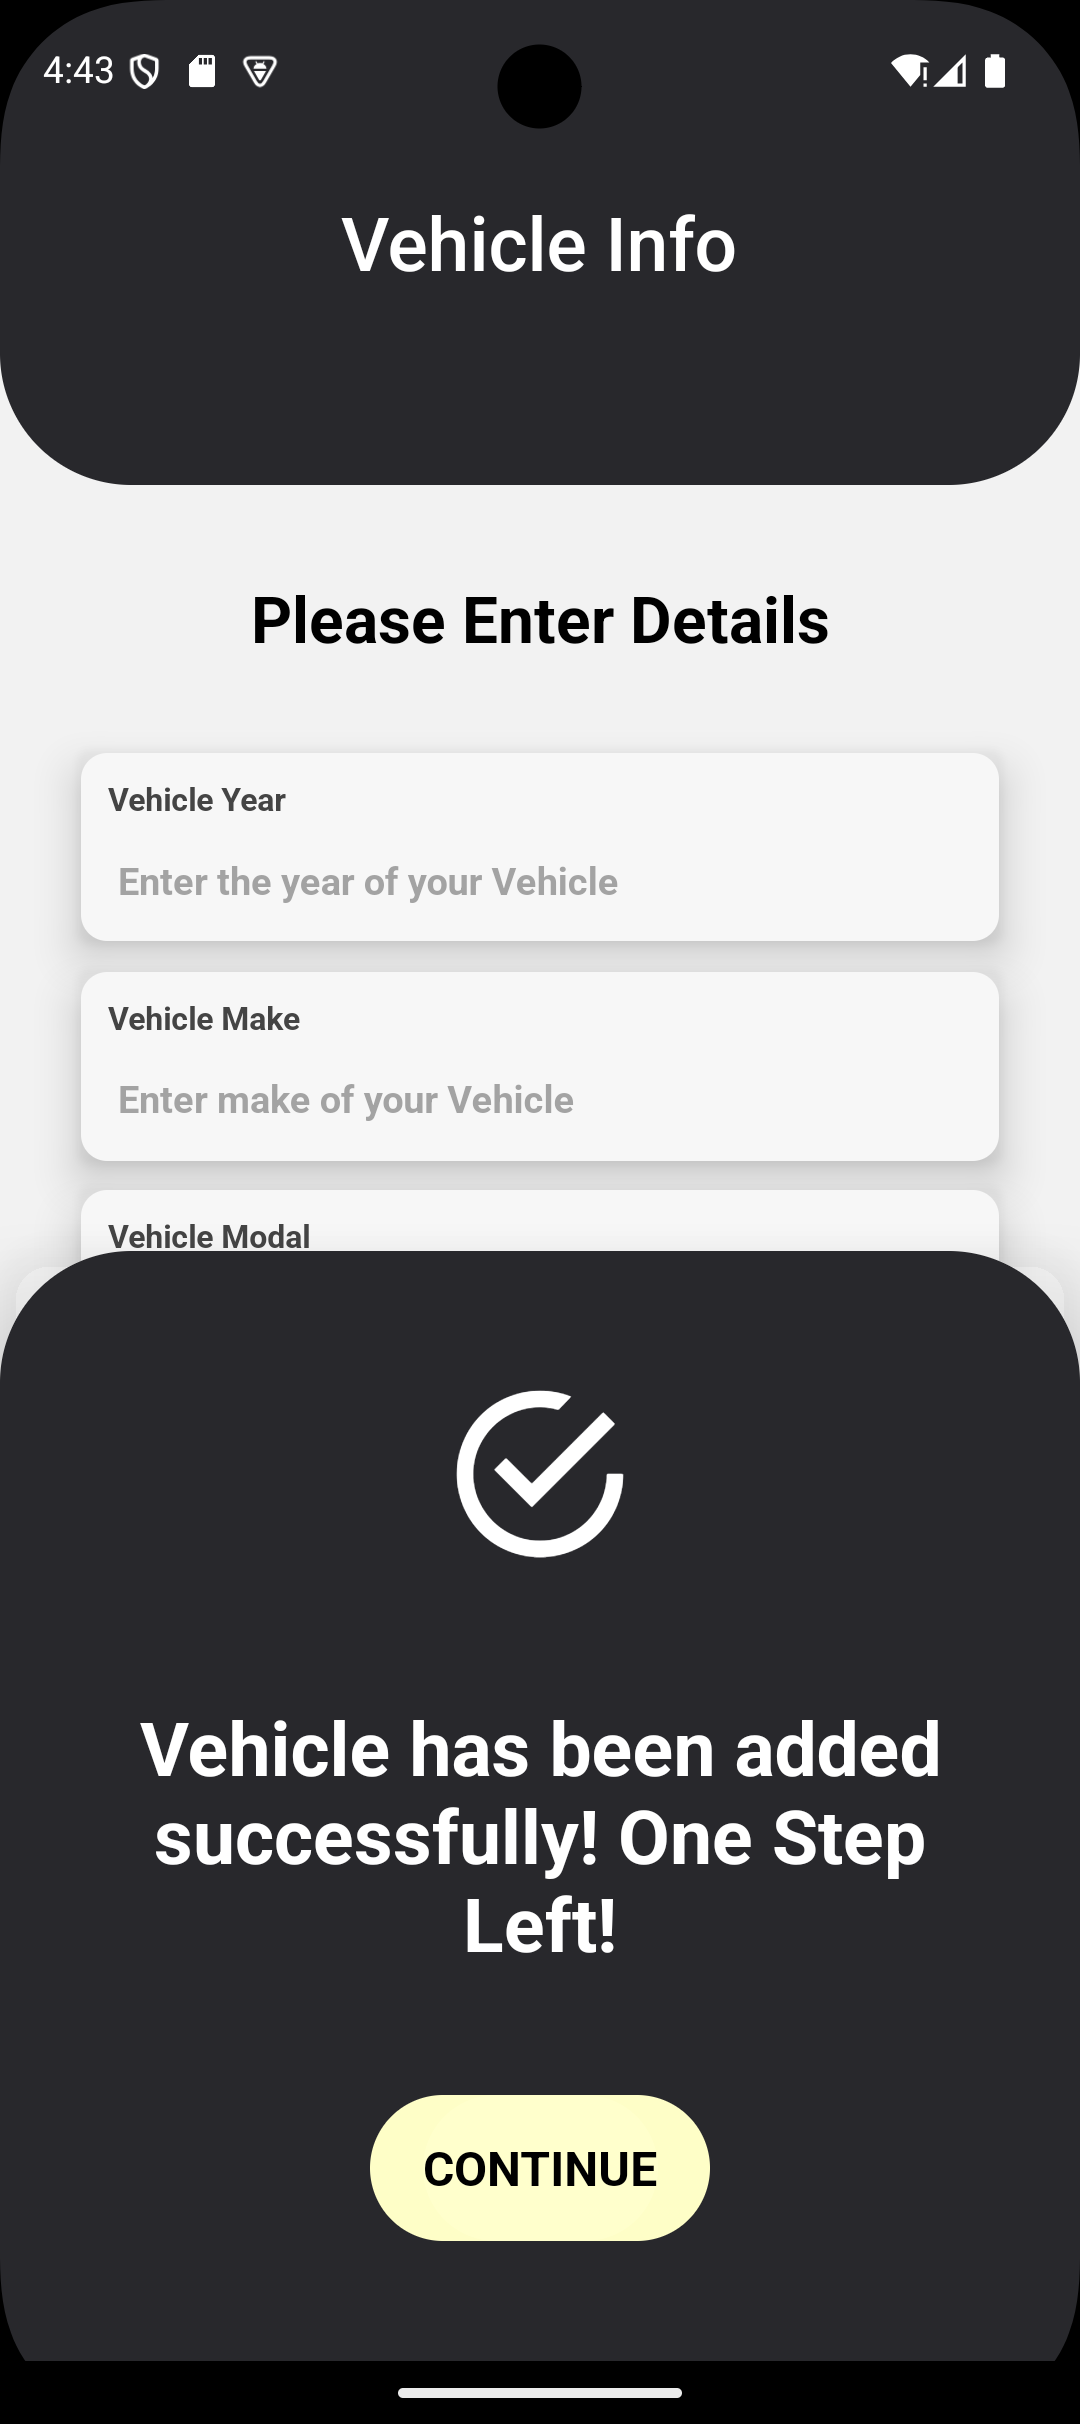 4:43
Vehicle Info
Please Enter Details
Vehicle Year
Enter the year of your Vehicle
Vehicle Make
Enter make of your Vehicle
Vehicle Modal
Vehicle has been added
successfully! One Step
Left!
CONTINUE